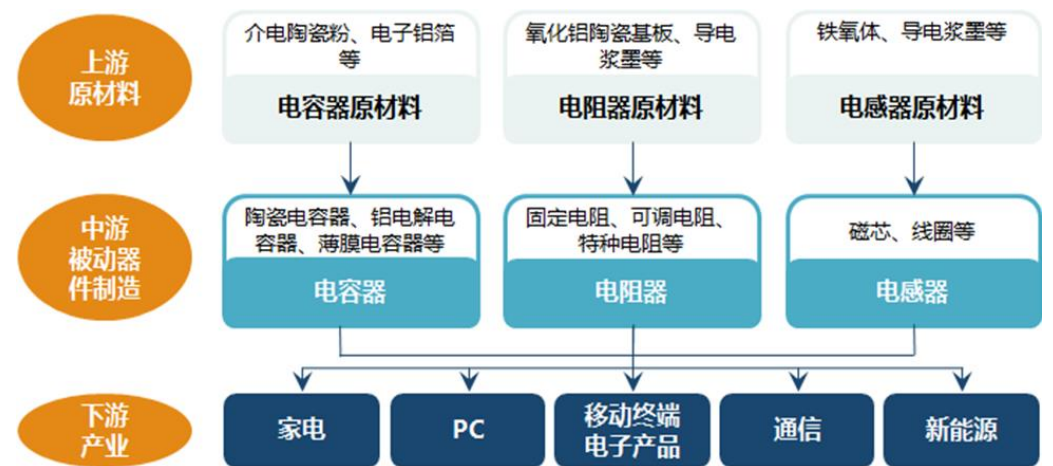 上游
原材料
介电陶瓷粉、电子铝箔
等
电容器原材料
氧化铝陶瓷基板、导电
浆墨等
电阻器原材料
铁氧体、导电浆墨等
电感器原材料
中游
被动器
件制造
陶瓷电容器、铝电解电
容器、薄膜电容器等
电容器
固定电阻、可调电阻、
特种电阻等
电阻器
磁芯、线圈等
电感器
下游
产业
家电
PC
移动终端
电子产品
通信
新能源